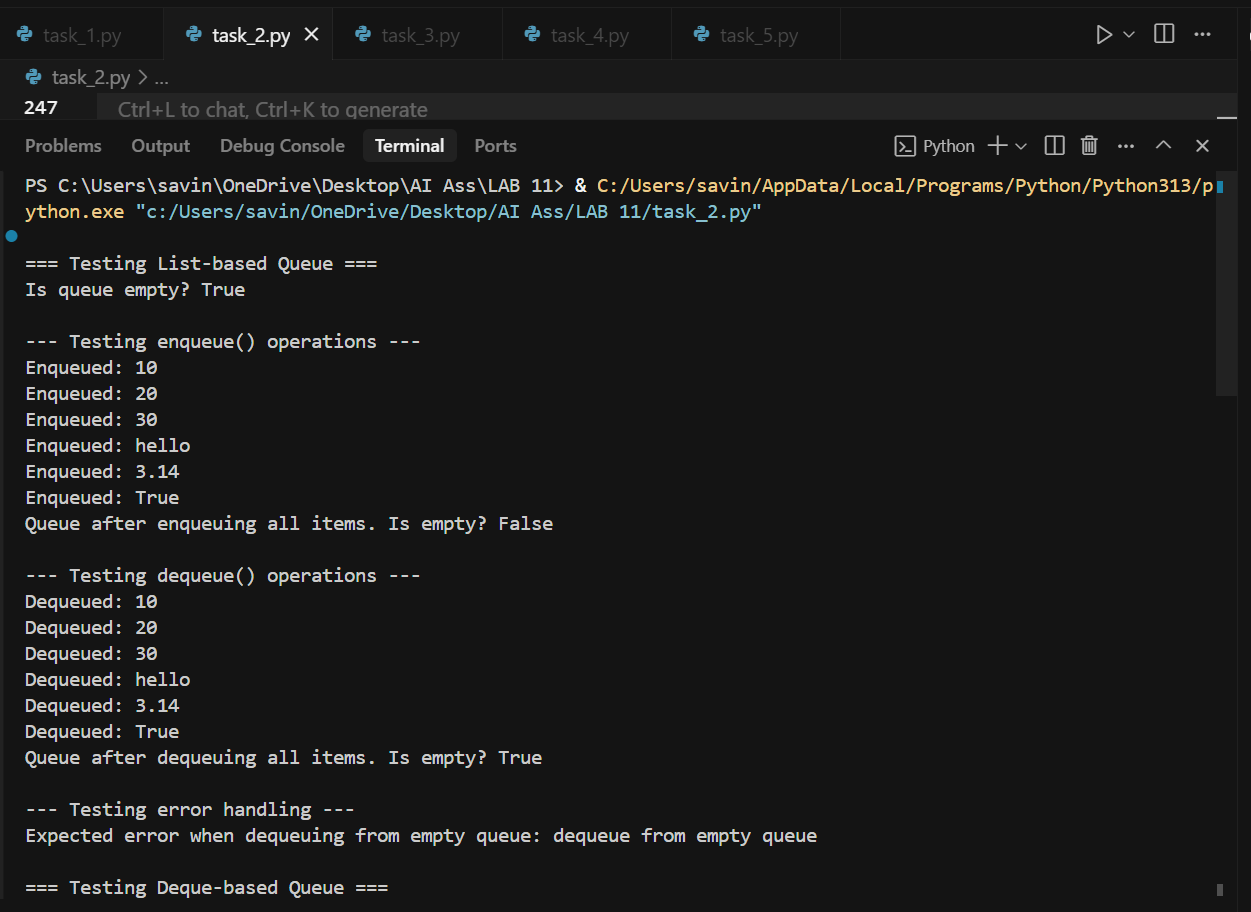 task_1.py task_2.py task_3.py task_4.py task_5.py
task_2.py > ...
247 Ctrl+L to chat, Ctrl+K to generate
Problems Output Debug Console Terminal Ports Python
PS C:\Users\savin\OneDrive\Desktop\AI Ass\LAB 11> & C:/Users/savin/AppData/Local/Programs/Python/Python313/p
ython.exe "c:/Users/savin/OneDrive/Desktop/AI Ass/LAB 11/task_2.py"
=== Testing List-based Queue ===
Is queue empty? True
--- Testing enqueue() operations ---
Enqueued: 10
Enqueued: 20
Enqueued: 30
Enqueued: hello
Enqueued: 3.14
Enqueued: True
Queue after enqueuing all items. Is empty? False
--- Testing dequeue() operations ---
Dequeued: 10
Dequeued: 20
Dequeued: 30
Dequeued: hello
Dequeued: 3.14
Dequeued: True
Queue after dequeuing all items. Is empty? True
--- Testing error handling ---
Expected error when dequeuing from empty queue: dequeue from empty queue
=== Testing Deque-based Queue ===